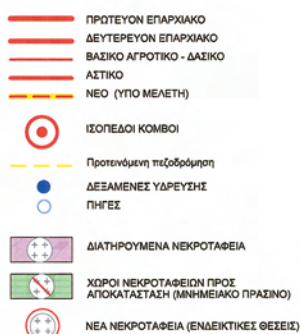 ΠΡΩΤΕΥΟΝ ΕΠΑΡΧΙΑΚΟ
ΔΕΥΤΕΡΕΥΟΝ ΕΠΑΡΧΙΑΚΟ
ΒΑΣΙΚΟ ΑΓΡΟΤΙΚΟ - ΔΑΣΙΚΟ
ΑΣΤΙΚΟ
ΝΕΟ (ΥΠΟ ΜΕΛΕΤΗ)
ΙΣΟΠΕΔΟΙ ΚΟΜΒΟΙ
Προτεινόμενη πεζοδρόμηση
ΔΕΞΑΜΕΝΕΣ ΥΔΡΕΥΣΗΣ
ΠΗΓΕΣ
ΔΙΑΤΗΡΟΥΜΕΝΑ ΝΕΚΡΟΤΑΦΕΙΑ
ΧΩΡΟΙ ΝΕΚΡΟΤΑΦΕΙΩΝ ΠΡΟΣ
ΑΠΟΚΑΤΑΣΤΑΣΗ (ΜΝΗΜΕΙΑΚΟ ΠΡΑΣΙΝΟ)
ΝΕΑ ΝΕΚΡΟΤΑΦΕΙΑ (ΕΝΔΕΙΚΤΙΚΕΣ ΘΕΣΕΙΣ)